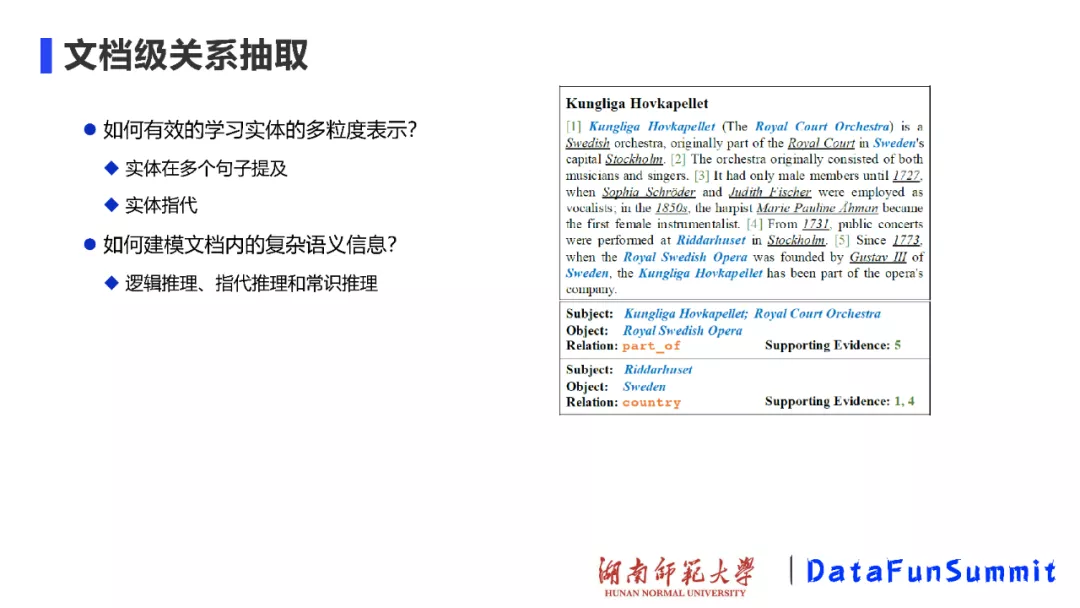 文档级关系抽取
如何有效的学习实体的多粒度表示?
实体在多个句子提及
实体指代
如何建模文档内的复杂语义信息?
逻辑推理、指代推理和常识推理
Kungliga Hovkapellet
[1] Kungliga Hovkapellet (The Royal Court Orchestra) is a
Swedish orchestra, originally part of the Royal Court in Sweden's
capital Stockholm. [2] The orchestra originally consisted of both
musicians and singers. [3] It had only male members until 1727,
when Sophia Schröder and Judith Fischer were employed as
vocalists; in the 1850s, the harpist Marie Pauline Åhman became
the first female instrumentalist. [4] From 1731, public concerts
were performed at Riddarhuset in Stockholm. [5] Since 1773,
when the Royal Swedish Opera was founded by Gustav III of
Sweden, the Kungliga Hovkapellet has been part of the opera's
company.
Subject: Kungliga Hovkapellet; Royal Court Orchestra
Object: Royal Swedish Opera
Relation: part_of Supporting Evidence: 5
Subject: Riddarhuset
Object: Sweden
Relation: country Supporting Evidence: 1, 4
湖南师范大学
HUNAN NORMAL UNIVERSITY
DataFunSummit